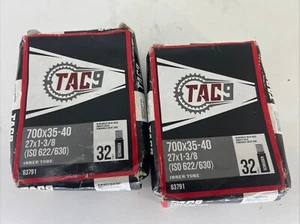 TAC9
700x35-40
27x1-3/8
(ISO 622/630)
32
INNER TUBE
63791
TAC9
700x35-40
27x1-3/8
(ISO 622/630)
32
INNER TUBE
63791